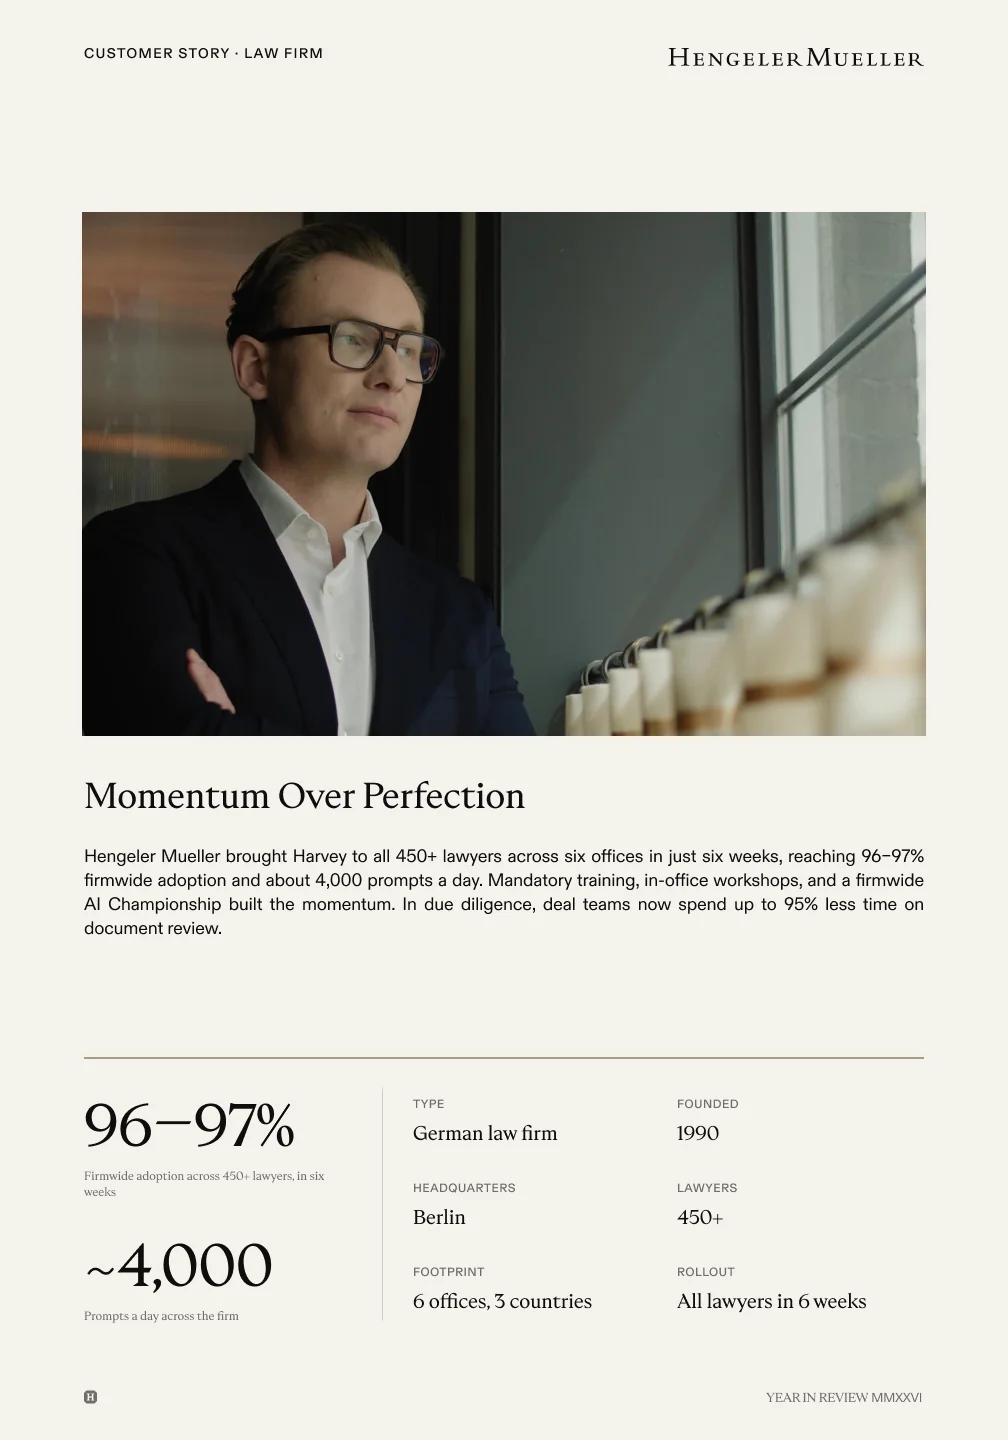 CUSTOMER STORY · LAW FIRM
HENGELER MUELLER
Momentum Over Perfection
Hengeler Mueller brought Harvey to all 450+ lawyers across six offices in just six weeks, reaching 96–97%
firmwide adoption and about 4,000 prompts a day. Mandatory training, in-office workshops, and a firmwide
AI Championship built the momentum. In due diligence, deal teams now spend up to 95% less time on
document review.
96–97%
Firmwide adoption across 450+ lawyers, in six
weeks
~4,000
Prompts a day across the firm
TYPE
German law firm
FOUNDED
1990
HEADQUARTERS
Berlin
LAWYERS
450+
FOOTPRINT
6 offices, 3 countries
ROLLOUT
All lawyers in 6 weeks
H
YEAR IN REVIEW MMXXVI